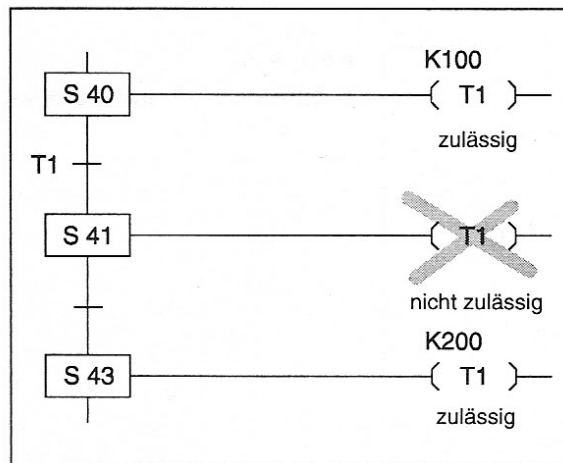 K100
S 40
T1
zulässig
T1
S 41
T1
nicht zulässig
K200
S 43
T1
zulässig